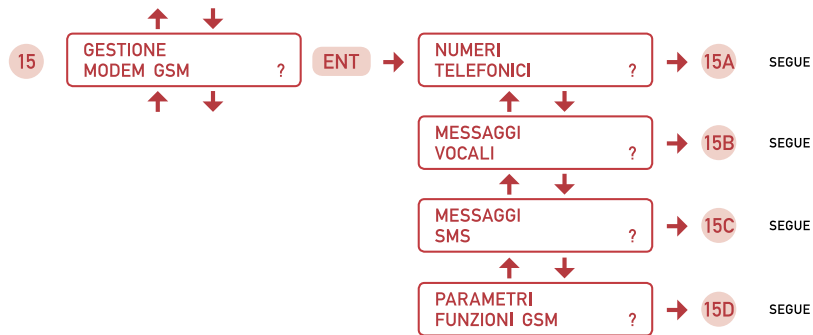 15
GESTIONE
MODEM GSM ?
ENT
NUMERI
TELEFONICI ?
15A
SEGUE
MESSAGGI
VOCALI ?
15B
SEGUE
MESSAGGI
SMS ?
15C
SEGUE
PARAMETRI
FUNZIONI GSM ?
15D
SEGUE